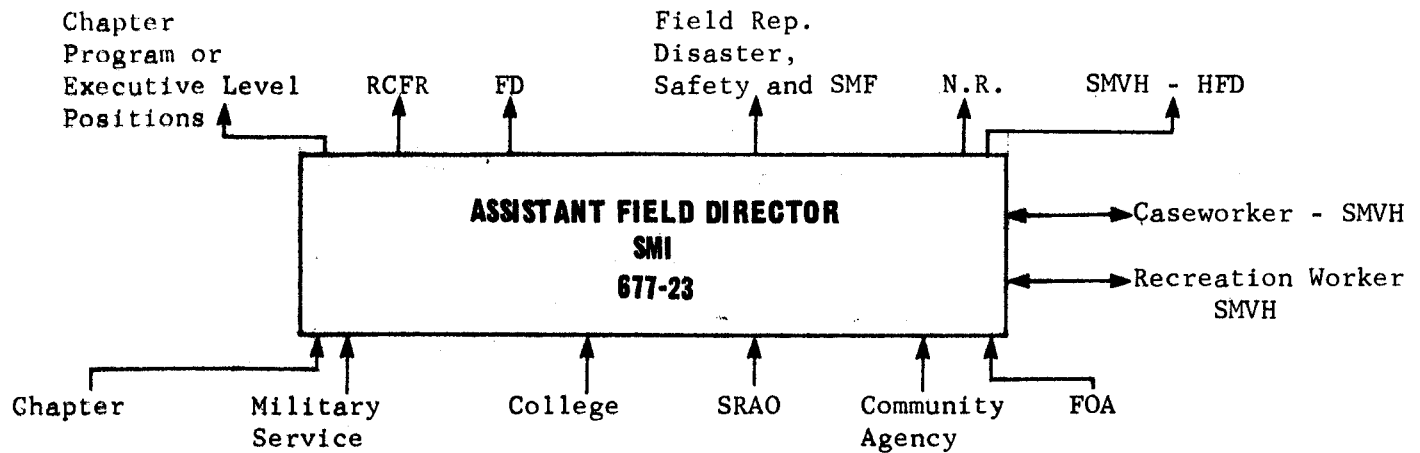 Chapter
Program or
Executive Level
Positions
RCFR
FD
Field Rep.
Disaster,
Safety and SMF
N.R.
SMVH - HFD
ASSISTANT FIELD DIRECTOR
SMI
677-23
Caseworker - SMVH
Recreation Worker
SMVH
Chapter
Military
Service
College
SRAO
Community
Agency
FOA